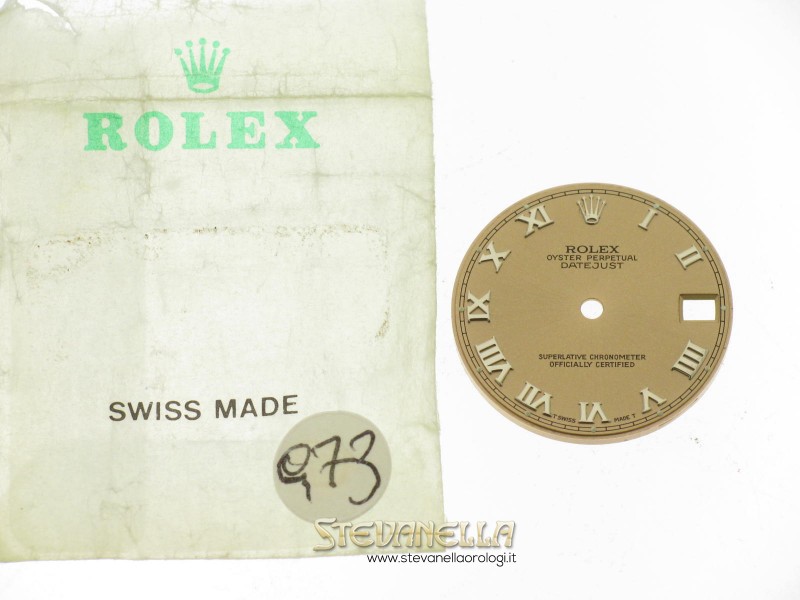 ROLEX
SWISS MADE
973
STEVANELLA
www.stevanellaorologi.it
XI I II IIII V VI VII VIII IX X
ROLEX
OYSTER PERPETUAL
DATEJUST
SUPERLATIVE CHRONOMETER
OFFICIALLY CERTIFIED
T SWISS MADE T